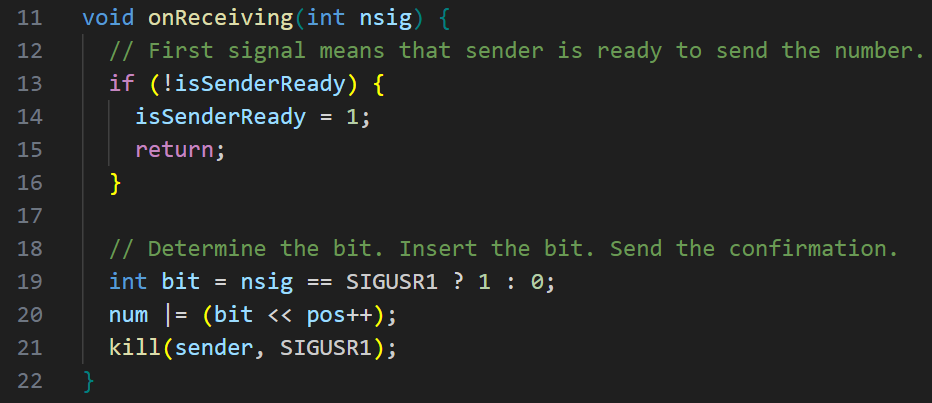 11 void onReceiving(int nsig) {
12 // First signal means that sender is ready to send the number.
13 if (!isSenderReady) {
14 isSenderReady = 1;
15 return;
16 }
17
18 // Determine the bit. Insert the bit. Send the confirmation.
19 int bit = nsig == SIGUSR1 ? 1 : 0;
20 num |= (bit << pos++);
21 kill(sender, SIGUSR1);
22 }